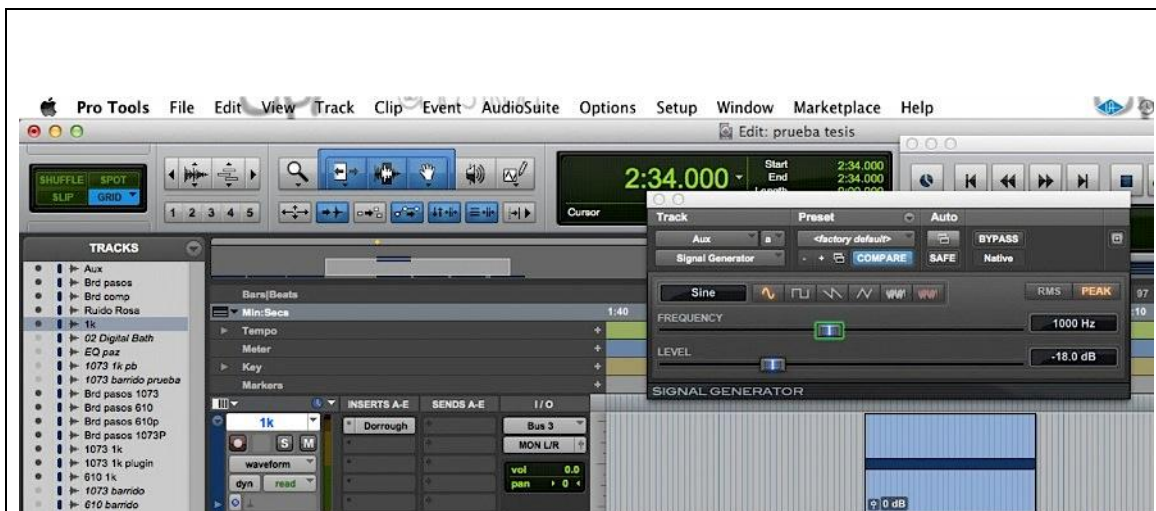 Pro Tools File Edit View Track Clip Event AudioSuite Options Setup Window Marketplace Help
Edit: prueba tesis
SHUFFLE SPOT
SLIP GRID
1 2 3 4 5
2:34.000
Start 2:34.000
End 2:34.000
Length 0:00.000
Cursor
Track Preset Auto
Aux a <factory default> BYPASS
Signal Generator - + COMPARE SAFE Native
Sine RMS PEAK
FREQUENCY
1000 Hz
LEVEL
-18.0 dB
SIGNAL GENERATOR
97
:10
TRACKS
Aux
Brd pasos
Brd comp
Ruido Rosa
1k
02 Digital Bath
EQ paz
1073 1k pb
1073 barrido prueba
Brd pasos 1073
Brd pasos 610
Brd pasos 610p
Brd pasos 1073P
1073 1k
1073 1k plugin
610 1k
1073 barrido
610 barrido
Bars|Beats
Min:Secs 1:40
Tempo
Meter
Key
Markers
INSERTS A-E SENDS A-E I/O
1k Dorrough Bus 3
S M MON L/R
waveform
dyn read
vol 0.0
pan 0
0 dB